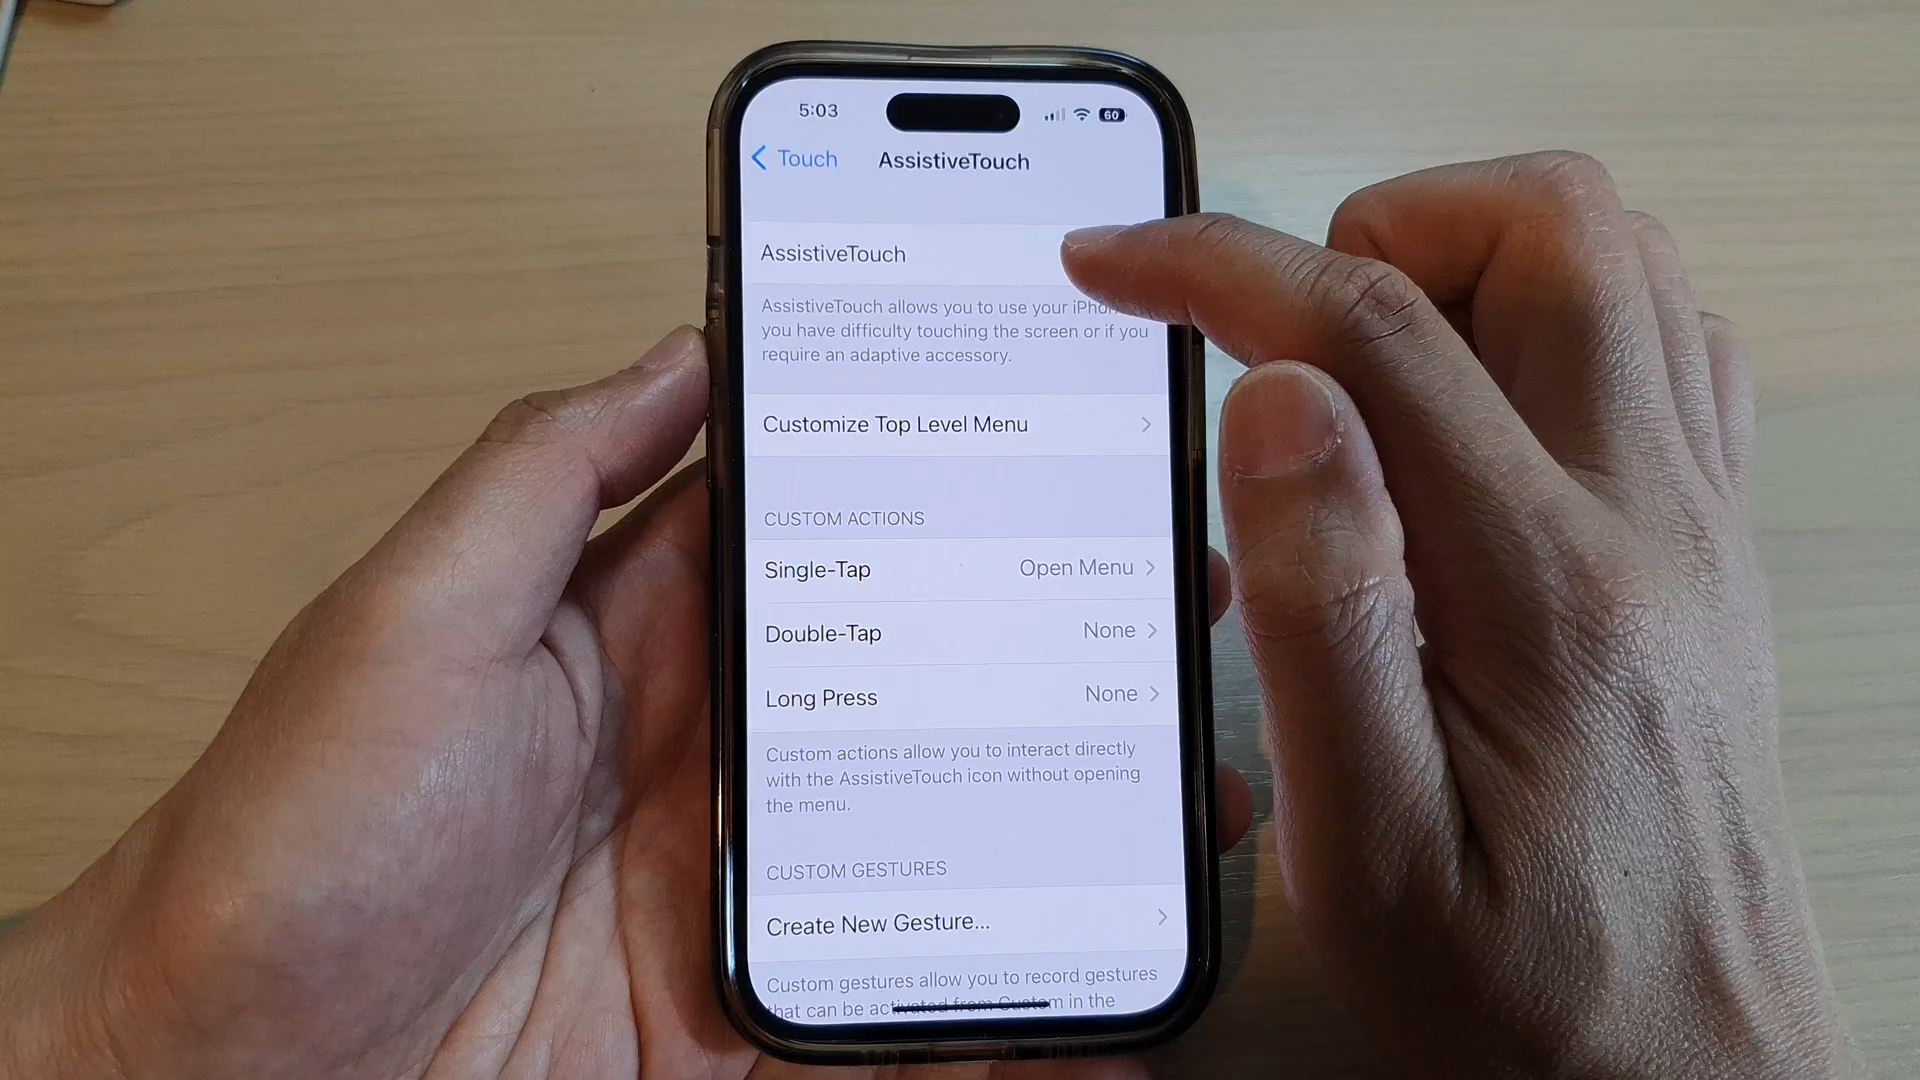 5:03
60
Touch
AssistiveTouch
AssistiveTouch
AssistiveTouch allows you to use your
you have difficulty touching the screen or if you
require an adaptive accessory.
Customize Top Level Menu
CUSTOM ACTIONS
Single-Tap Open Menu
Double-Tap None
Long Press None
Custom actions allow you to interact directly
with the AssistiveTouch icon without opening
the menu.
CUSTOM GESTURES
Create New Gesture...
Custom gestures allow you to record gestures
that can be activated from Custom in the